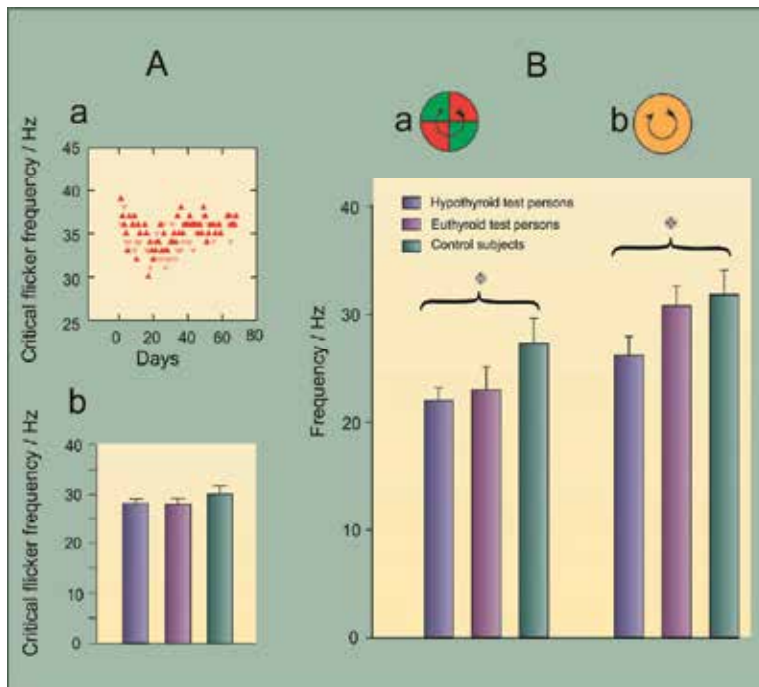 A
a
Critical flicker frequency / Hz
45
40
35
30
25
0 20 40 60 80
Days
b
Critical flicker frequency / Hz
40
30
20
10
0
B
a
b
Frequency / Hz
40
30
20
10
0
Hypothyroid test persons
Euthyroid test persons
Control subjects